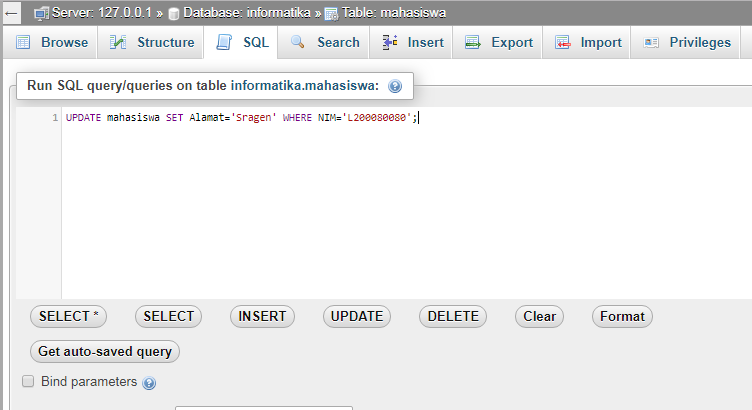 ← Server: 127.0.0.1 » Database: informatika » Table: mahasiswa
Browse Structure SQL Search Insert Export Import Privileges
Run SQL query/queries on table informatika.mahasiswa:
1 UPDATE mahasiswa SET Alamat='Sragen' WHERE NIM='L200080080';
SELECT * SELECT INSERT UPDATE DELETE Clear Format
Get auto-saved query
Bind parameters